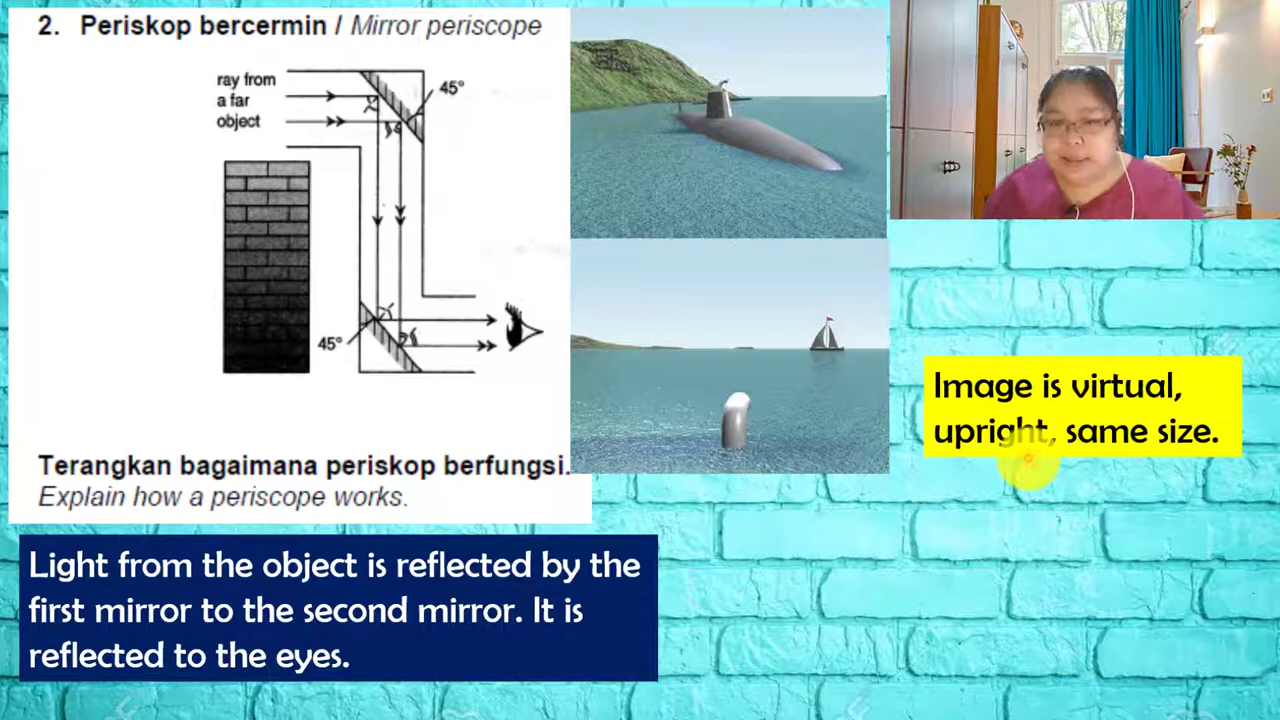 2. Periskop bercermin / Mirror periscope
ray from
a far
object
45°
45°
Terangkan bagaimana periskop berfungsi.
Explain how a periscope works.
Image is virtual,
upright, same size.
Light from the object is reflected by the
first mirror to the second mirror. It is
reflected to the eyes.